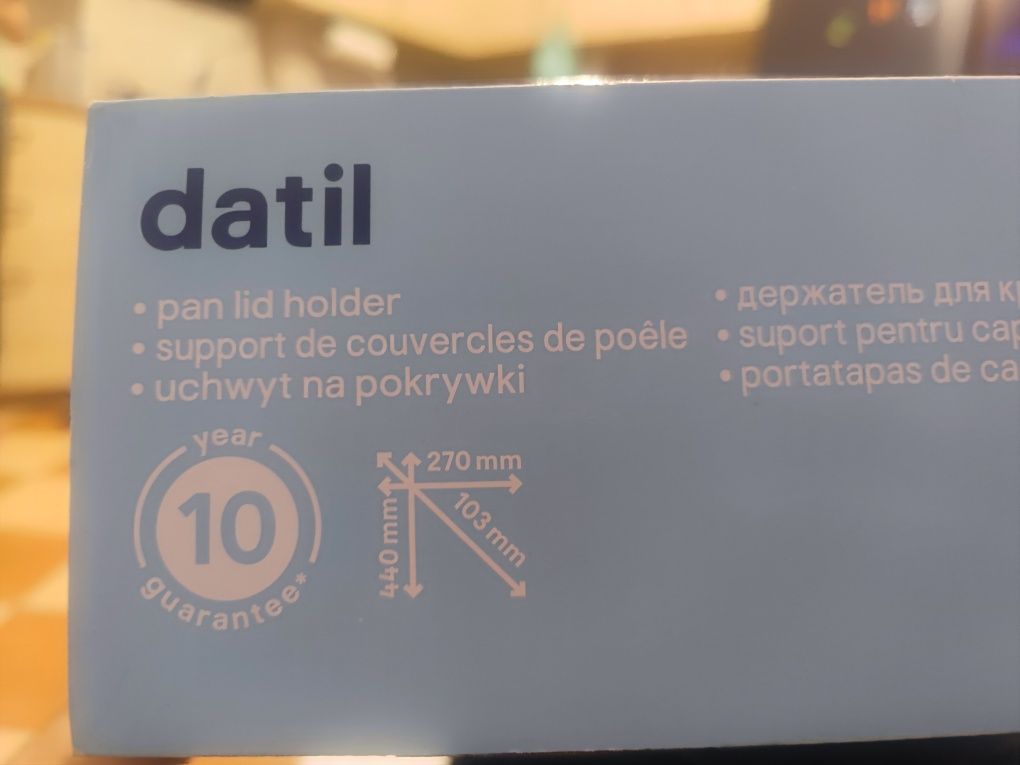 datil
• pan lid holder
• support de couvercles de poêle
• uchwyt na pokrywki
• держатель для
• suport pentru
• portatapas de
year
10
guarantee*
270 mm
103 mm
440 mm